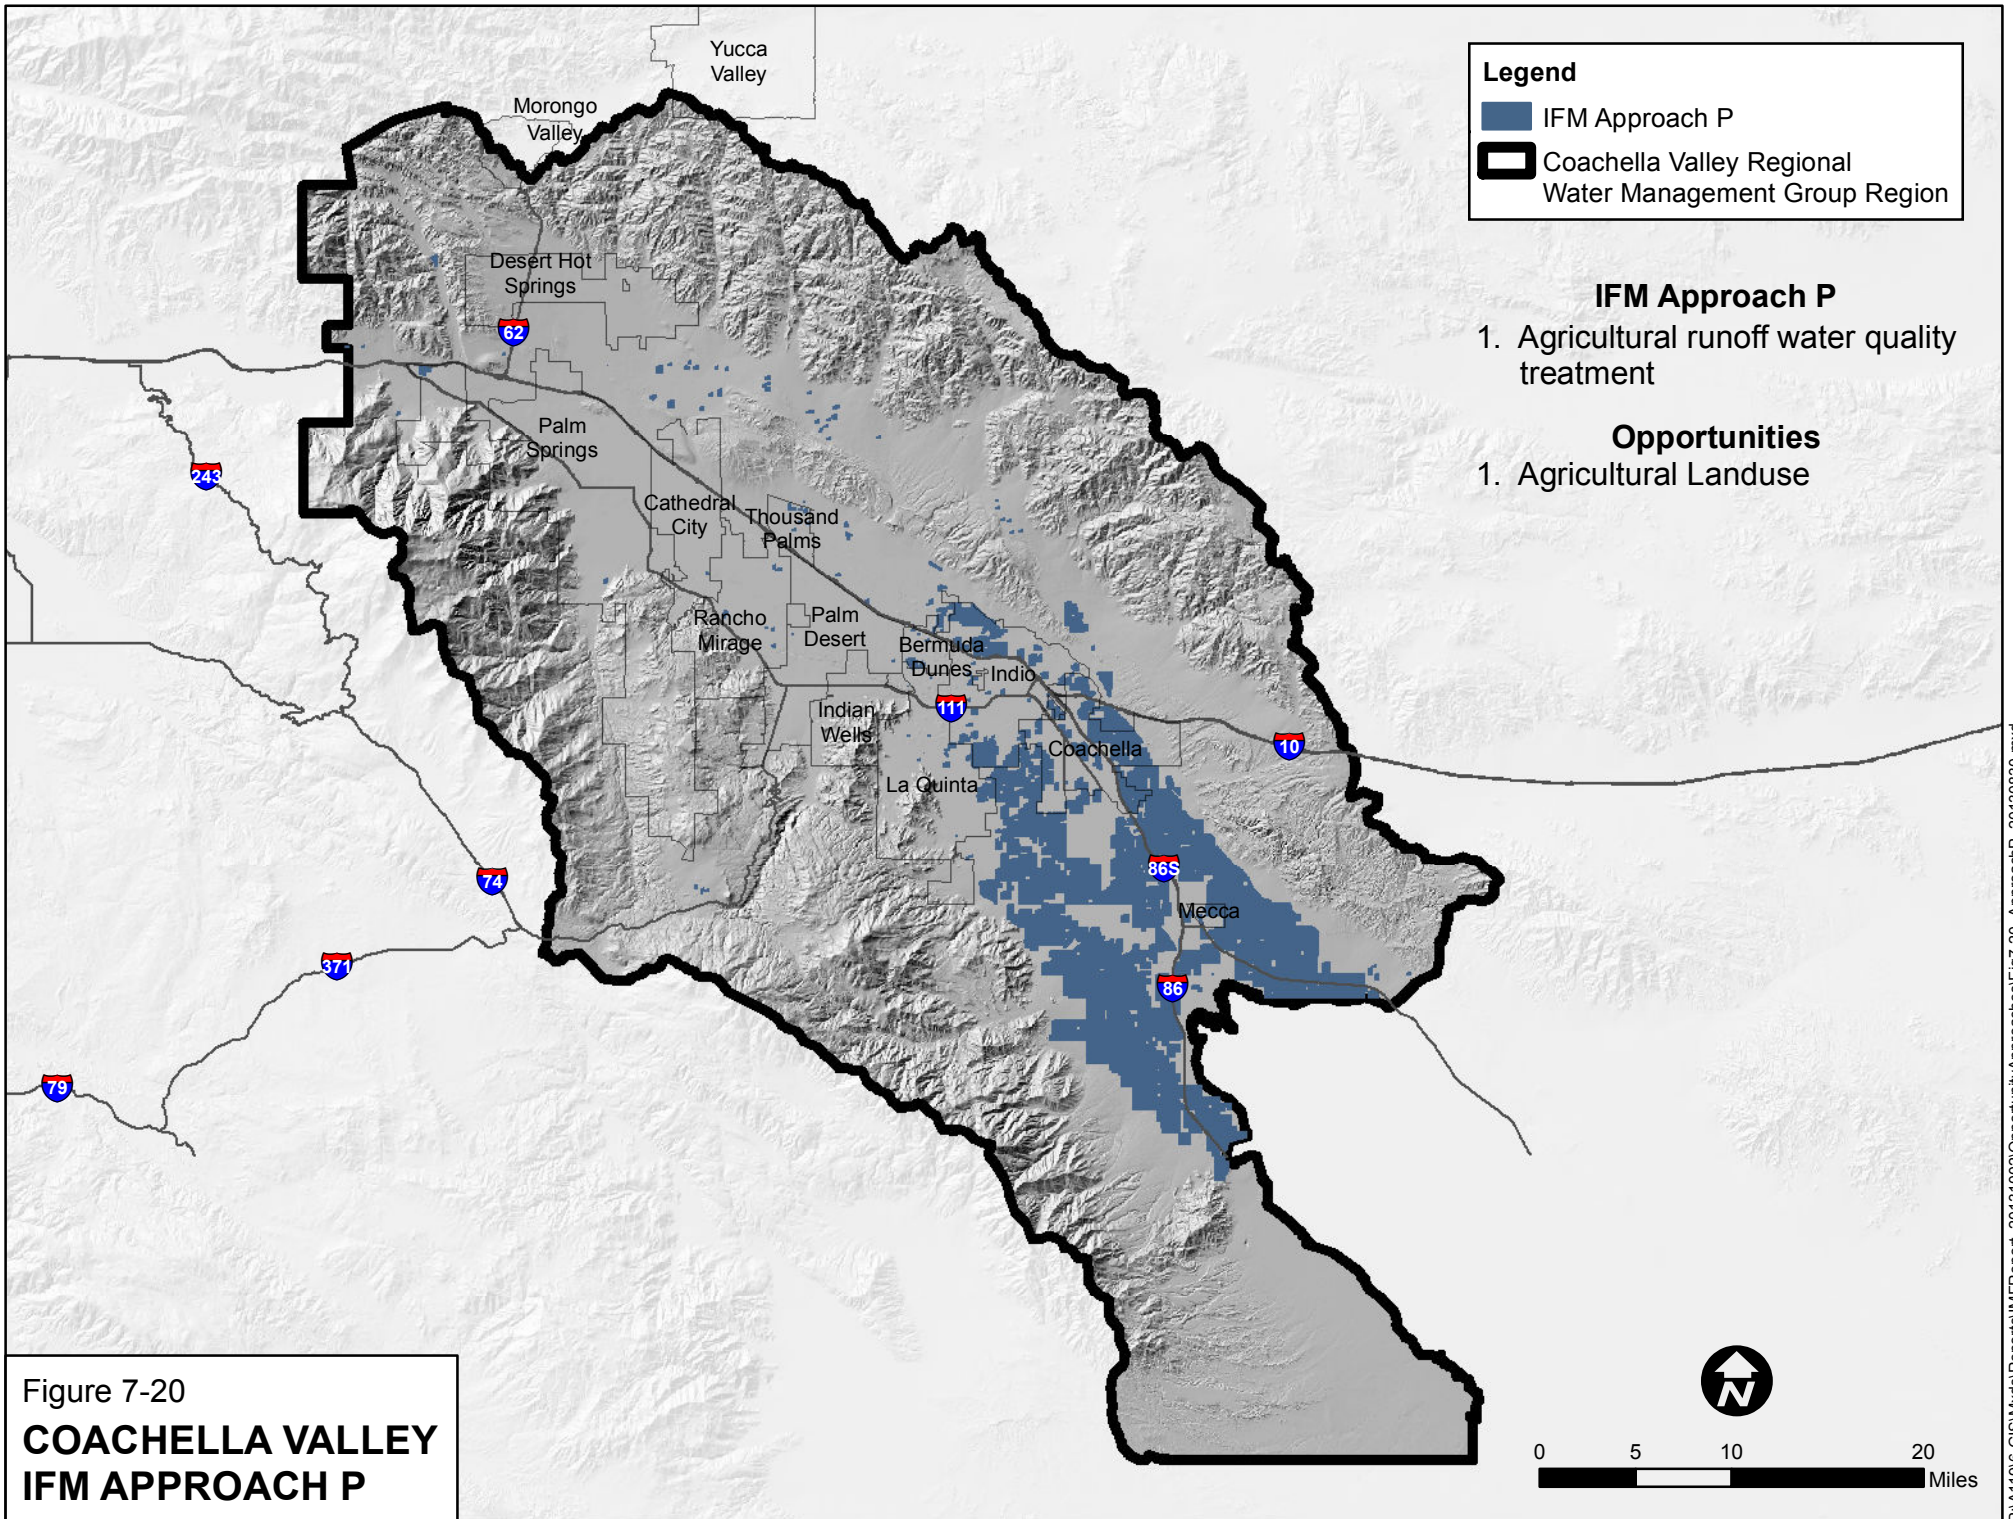 Yucca
Valley
Morongo
Valley
Legend
IFM Approach P
Coachella Valley Regional
Water Management Group Region
IFM Approach P
1. Agricultural runoff water quality
treatment
Opportunities
1. Agricultural Landuse
Desert Hot
Springs
62
Palm
Springs
243
Cathedral
City
Thousand
Palms
Rancho
Mirage
Palm
Desert
Bermuda
Dunes
Indio
111
Indian
Wells
Coachella
10
La Quinta
86S
74
Mecca
371
86
79
Figure 7-20
COACHELLA VALLEY
IFM APPROACH P
N
0 5 10 20
Miles